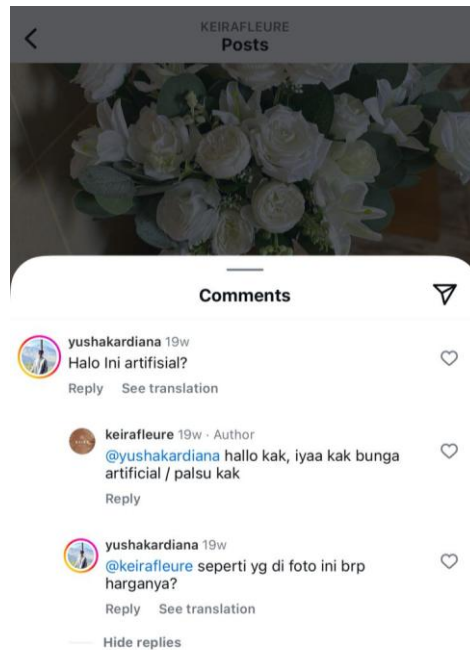 KEIRAFLEURE
Posts
Comments
yushakardiana 19w
Halo Ini artifisial?
Reply See translation
keirafleure 19w · Author
@yushakardiana hallo kak, iyaa kak bunga
artificial / palsu kak
Reply
yushakardiana 19w
@keirafleure seperti yg di foto ini brp
harganya?
Reply See translation
Hide replies